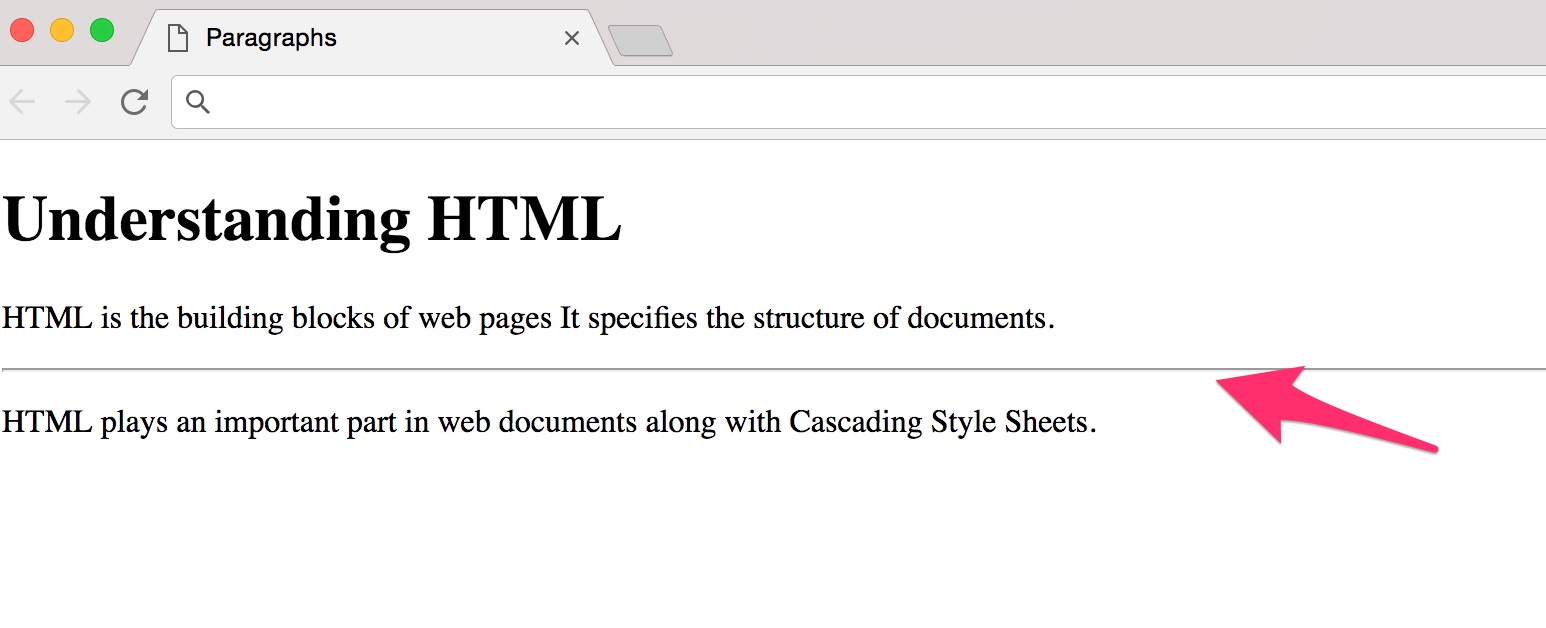 Paragraphs
Understanding HTML
HTML is the building blocks of web pages It specifies the structure of documents.
HTML plays an important part in web documents along with Cascading Style Sheets.